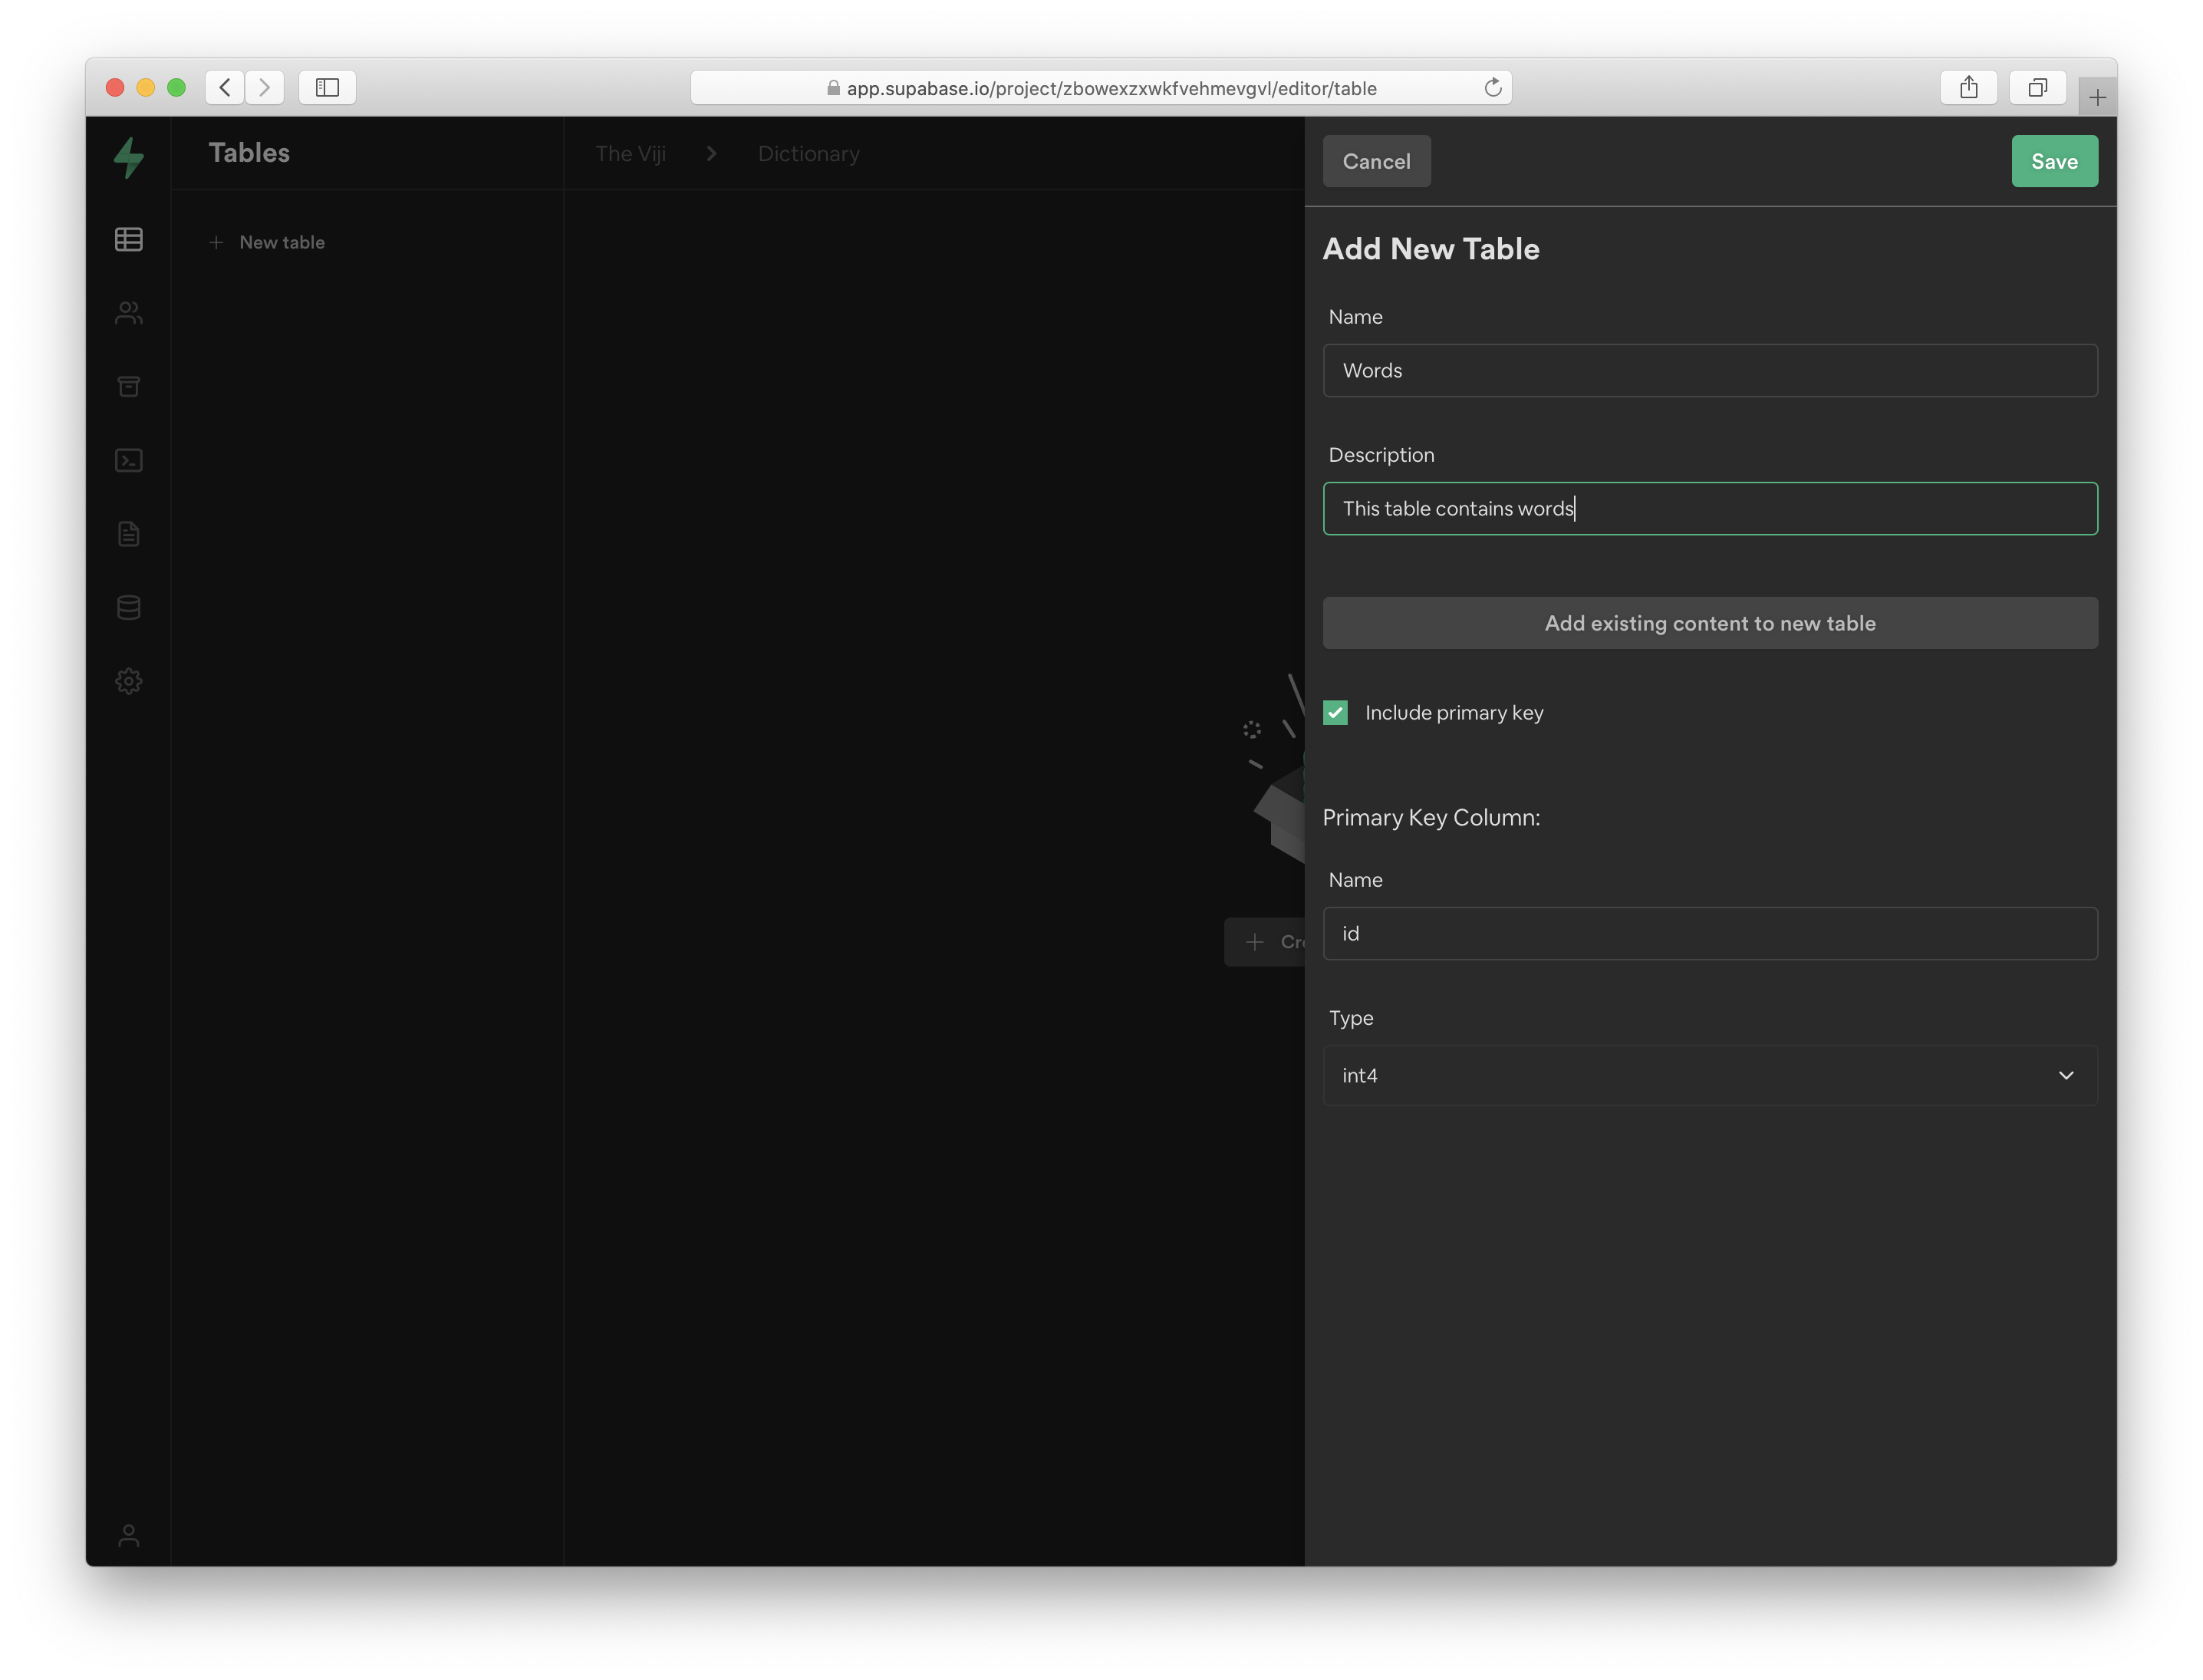 app.supabase.io/project/zbowexzxwkfvehmevgvl/editor/table
Tables
The Viji
Dictionary
New table
Cancel
Save
Add New Table
Name
Words
Description
This table contains words
Add existing content to new table
Include primary key
Primary Key Column:
Name
id
Type
int4